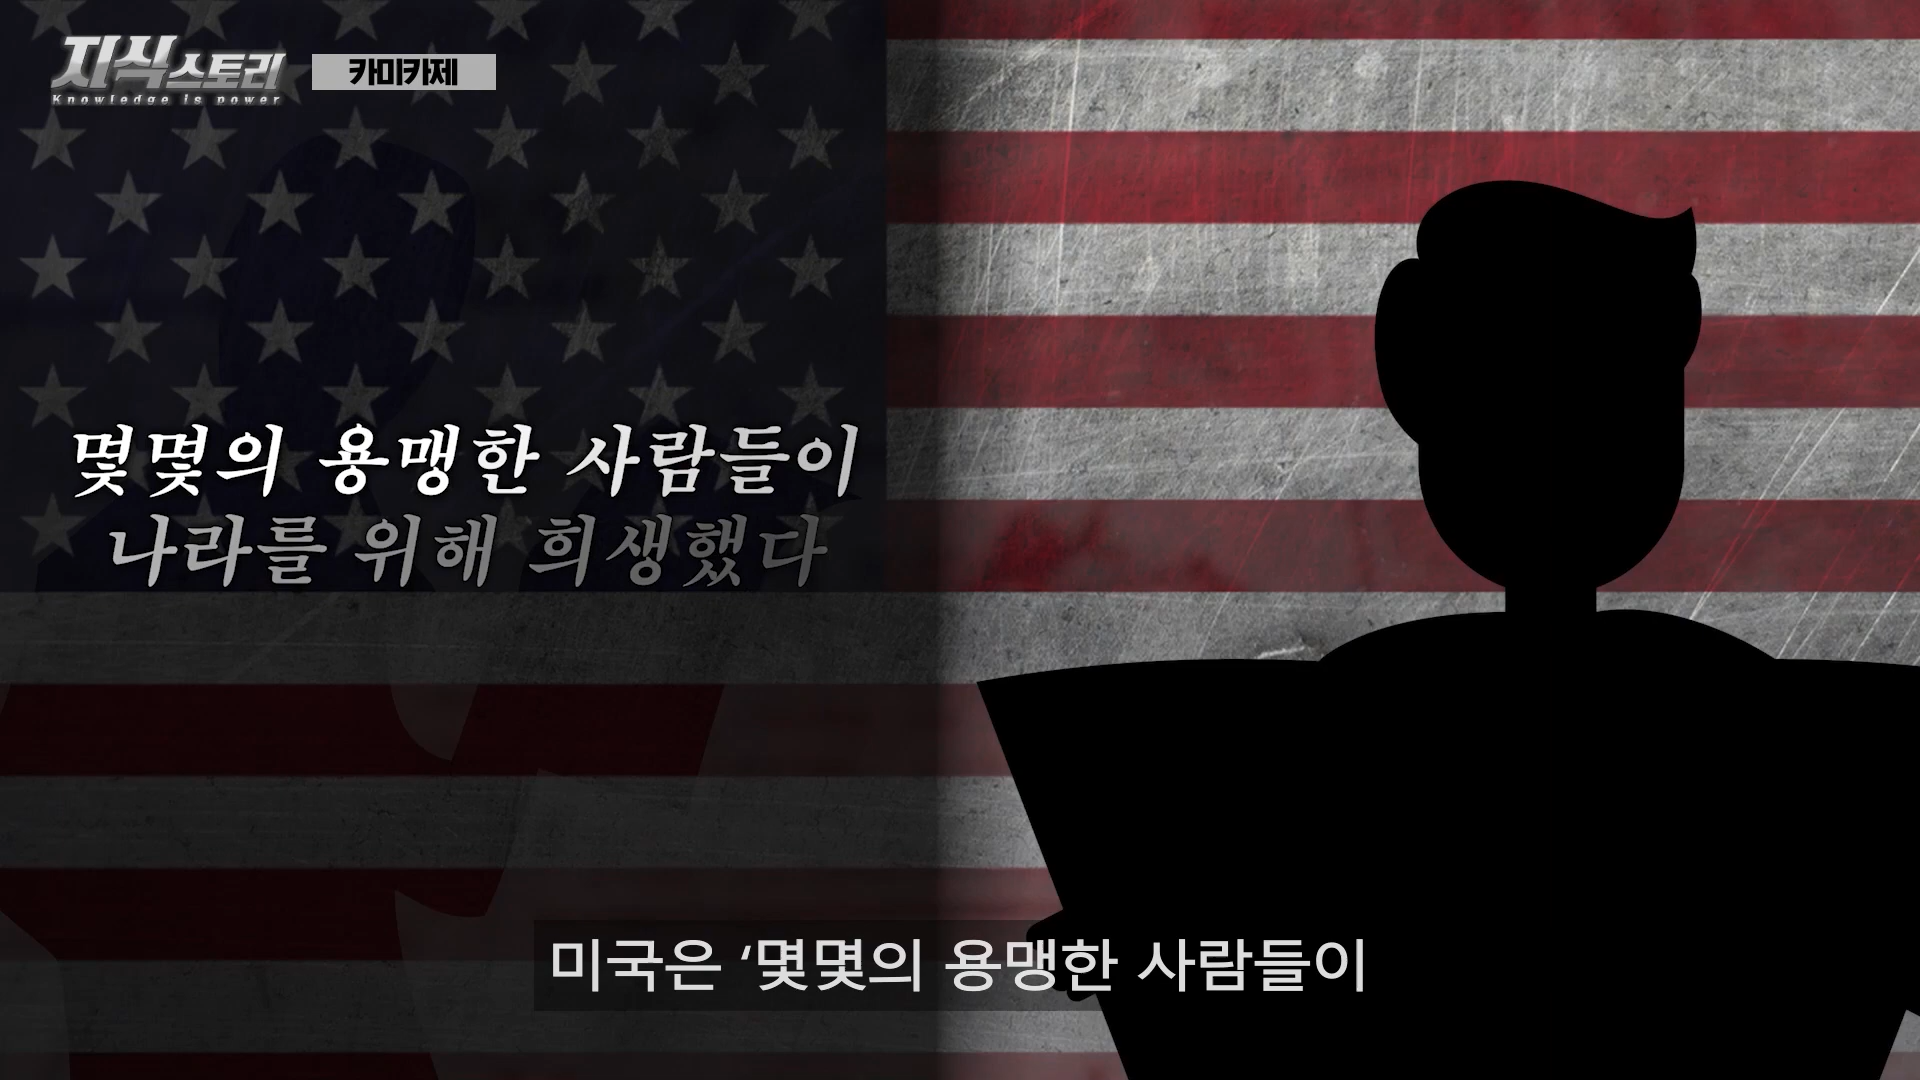 지식스토리
Knowledge is power
카미카제
몇몇의 용맹한 사람들이
나라를 위해 희생했다
미국은 ‘몇몇의 용맹한 사람들이